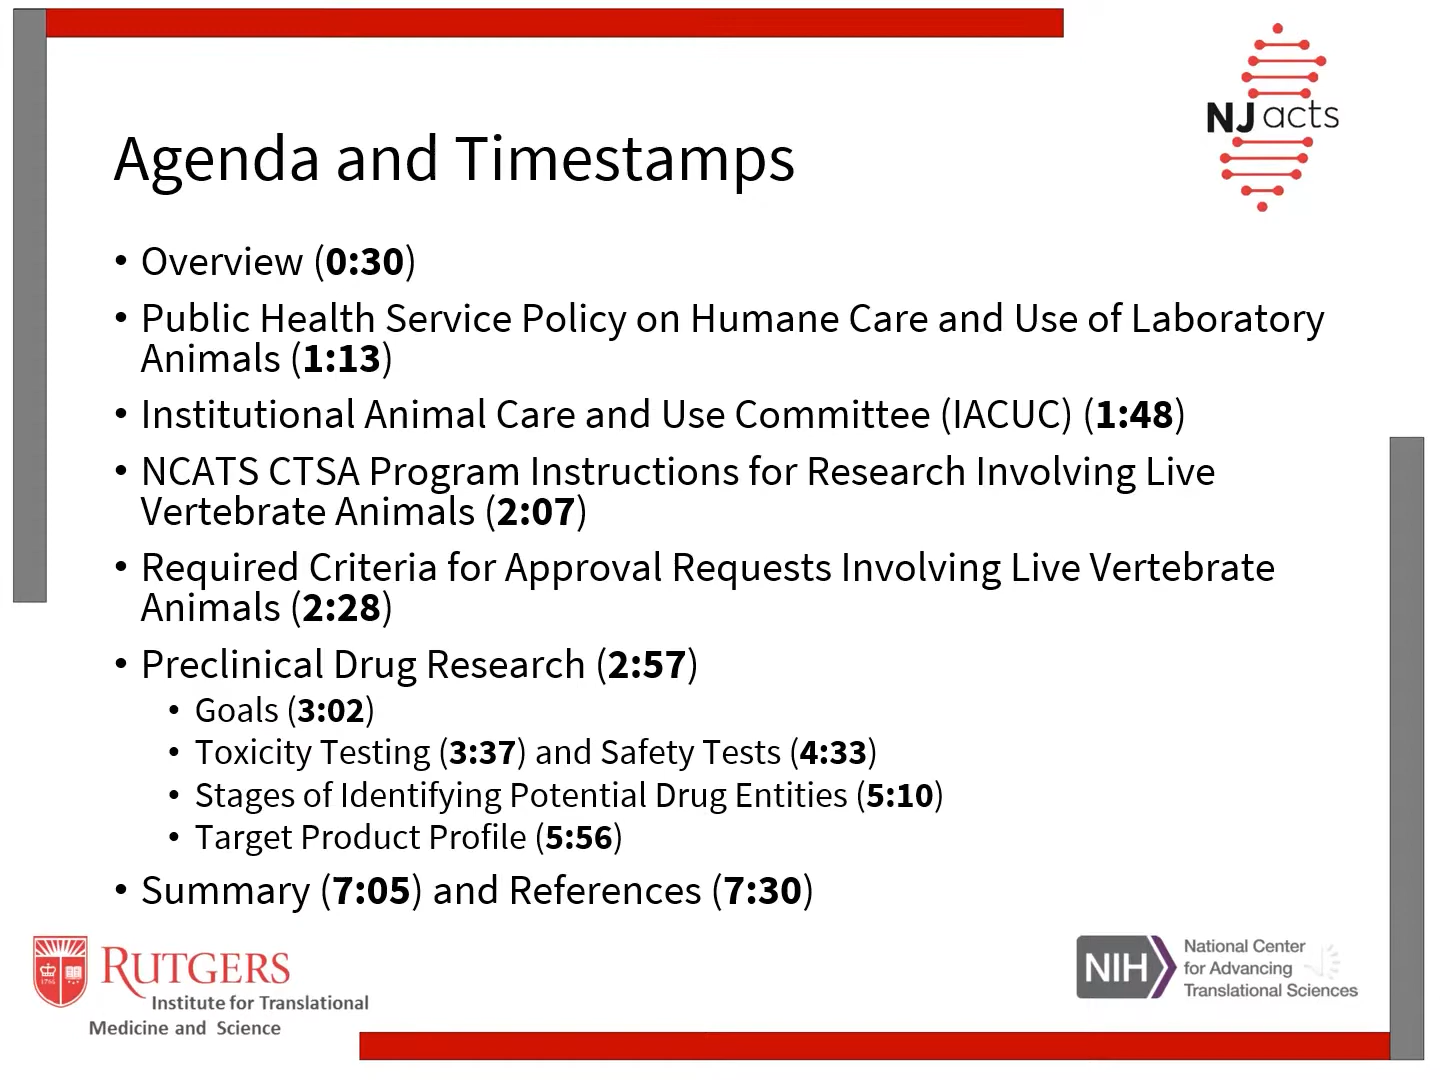 NJ acts
Agenda and Timestamps
• Overview (0:30)
• Public Health Service Policy on Humane Care and Use of Laboratory
Animals (1:13)
• Institutional Animal Care and Use Committee (IACUC) (1:48)
• NCATS CTSA Program Instructions for Research Involving Live
Vertebrate Animals (2:07)
• Required Criteria for Approval Requests Involving Live Vertebrate
Animals (2:28)
• Preclinical Drug Research (2:57)
• Goals (3:02)
• Toxicity Testing (3:37) and Safety Tests (4:33)
• Stages of Identifying Potential Drug Entities (5:10)
• Target Product Profile (5:56)
• Summary (7:05) and References (7:30)
1766
RUTGERS
Institute for Translational
Medicine and Science
NIH
National Center
for Advancing
Translational Sciences